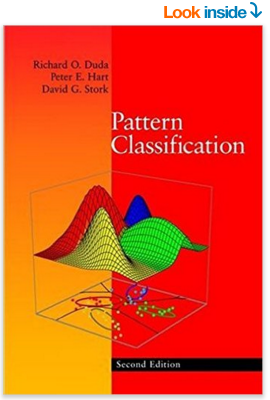 Look inside
Richard O. Duda
Peter E. Hart
David G. Stork
Pattern
Classification
Second Edition